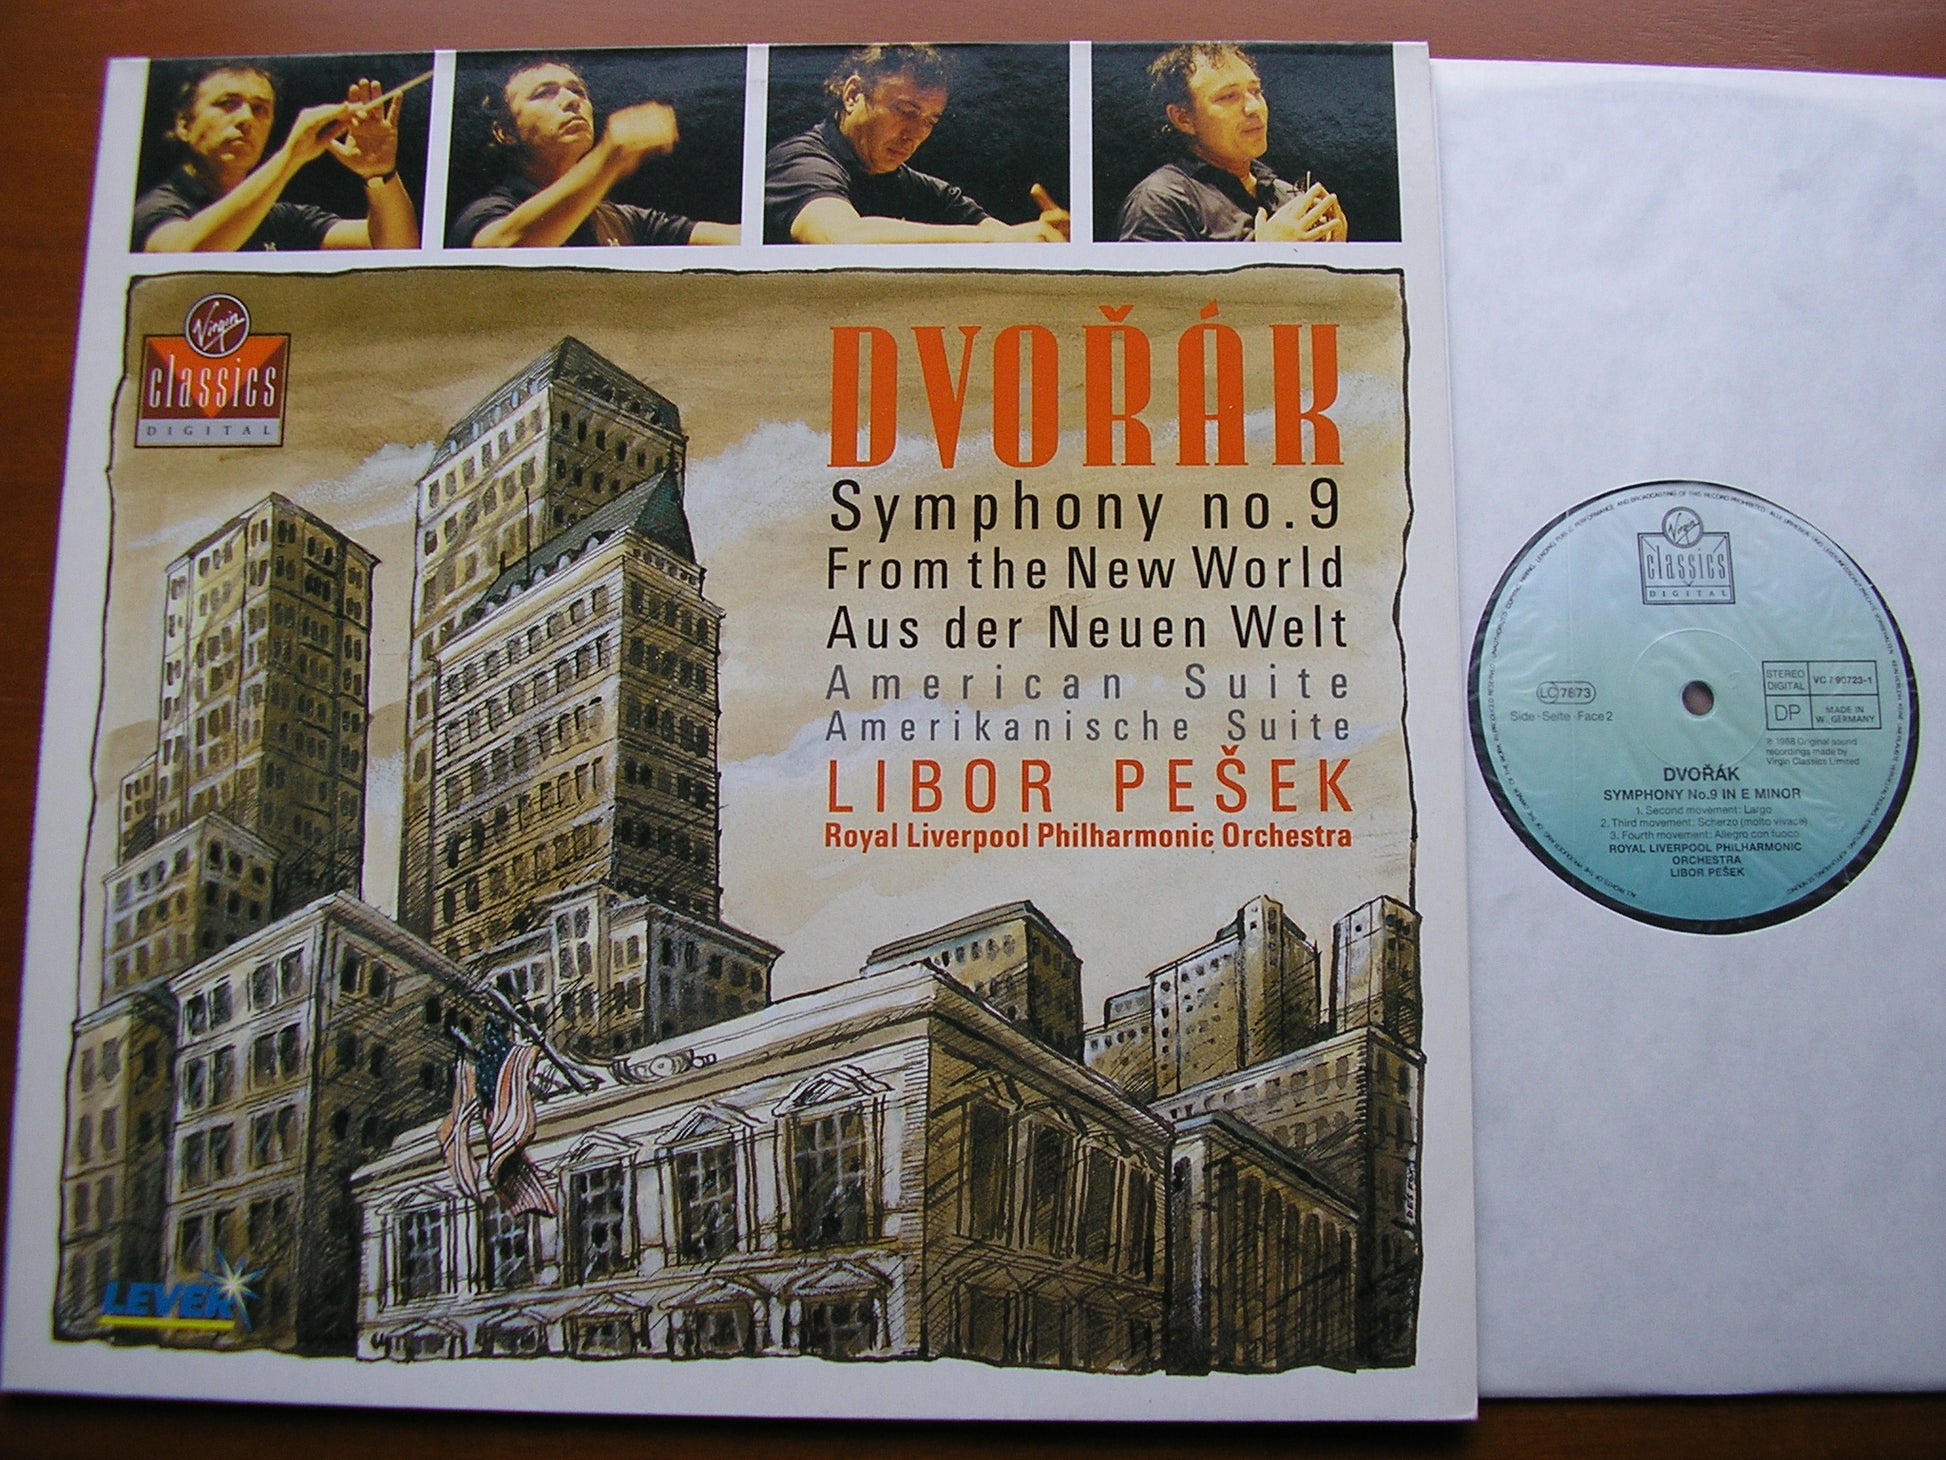 Virgin
classics
DIGITAL
DVOŘÁK
Symphony no.9
From the New World
Aus der Neuen Welt
American Suite
Amerikanische Suite
LIBOR PEŠEK
Royal Liverpool Philharmonic Orchestra
LEVER
Virgin
classics
DIGITAL
LC 7873
Side · Seite · Face 2
STEREO
DIGITAL
VC 7 90723-1
DP
MADE IN
W. GERMANY
℗ 1988 Original sound
recordings made by
Virgin Classics Limited
DVOŘÁK
SYMPHONY No.9 IN E MINOR
1. Second movement: Largo
2. Third movement: Scherzo (molto vivace)
3. Fourth movement: Allegro con fuoco
ROYAL LIVERPOOL PHILHARMONIC
ORCHESTRA
LIBOR PEŠEK